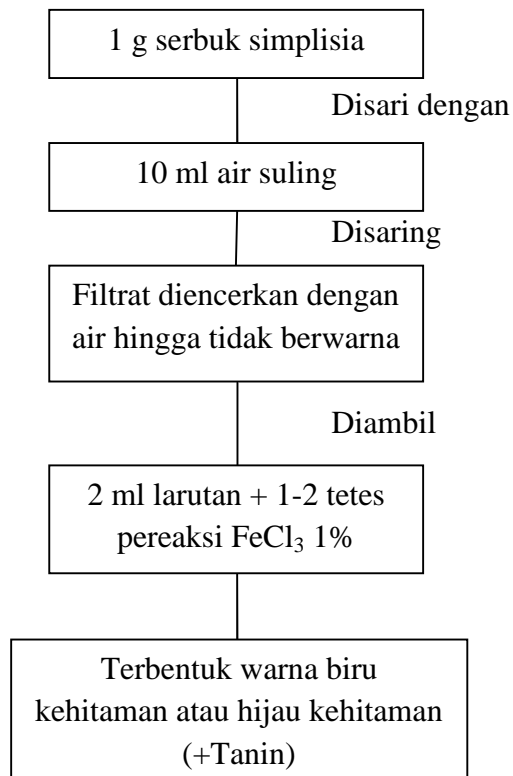 1 g serbuk simplisia
Disari dengan
10 ml air suling
Disaring
Filtrat diencerkan dengan
air hingga tidak berwarna
Diambil
2 ml larutan + 1-2 tetes
pereaksi FeCl₃ 1%
Terbentuk warna biru
kehitaman atau hijau kehitaman
(+Tanin)